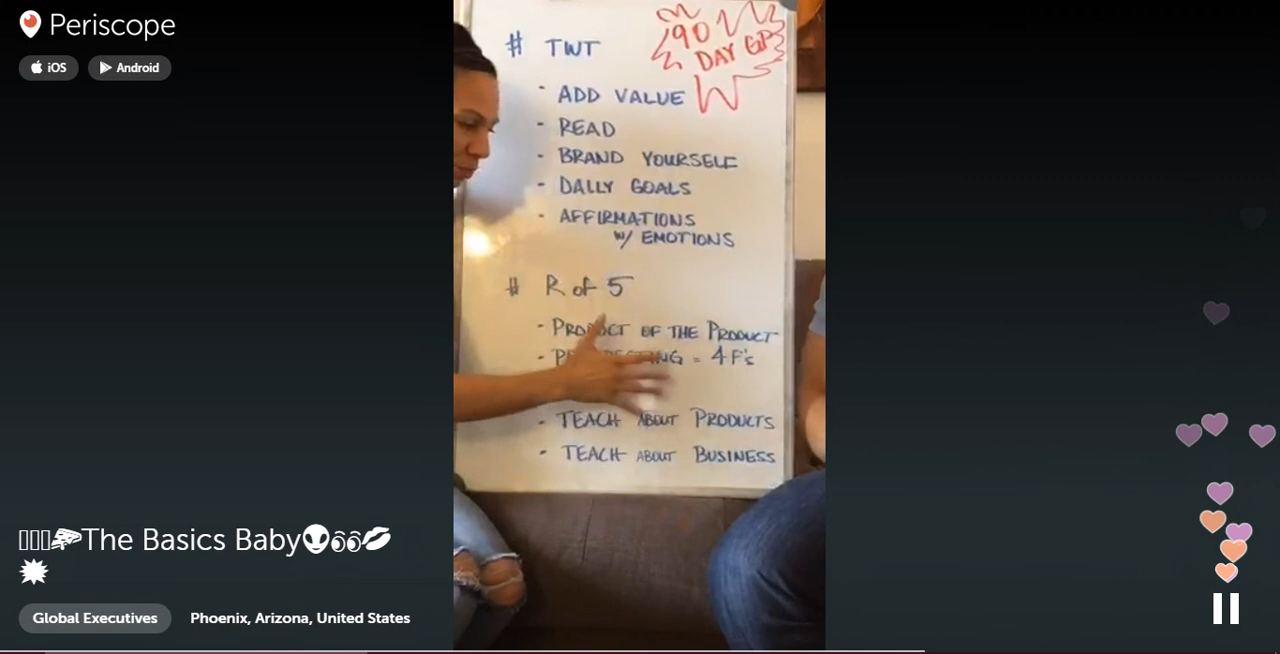 Periscope
iOS
Android
# TWT
90
DAY GP
- ADD VALUE
- READ
- BRAND YOURSELF
- DAILY GOALS
- AFFIRMATIONS
w/ EMOTIONS
# R of 5
- PRODUCT OF THE PRODUCT
- = 4 F's
- TEACH ABOUT PRODUCTS
- TEACH ABOUT BUSINESS
The Basics Baby
Global Executives
Phoenix, Arizona, United States